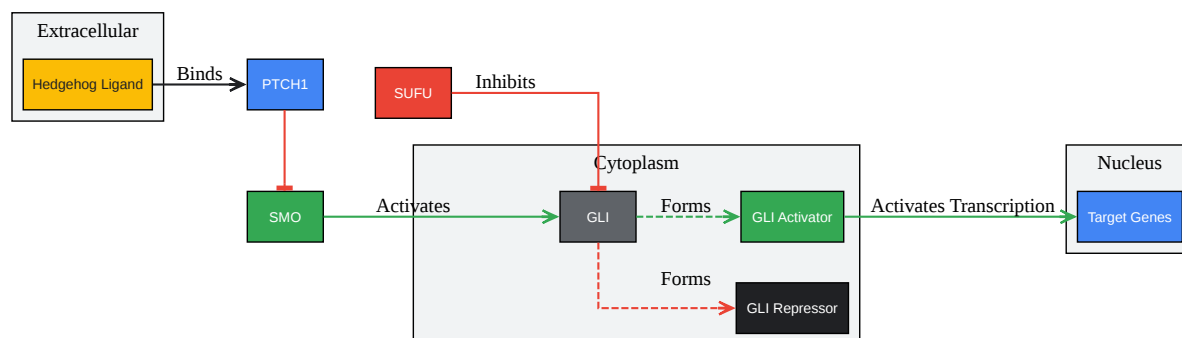 Extracellular
Hedgehog Ligand
Binds
PTCH1
SUFU
Inhibits
Cytoplasm
Nucleus
SMO
Activates
GLI
Forms
GLI Activator
Activates Transcription
Target Genes
Forms
GLI Repressor